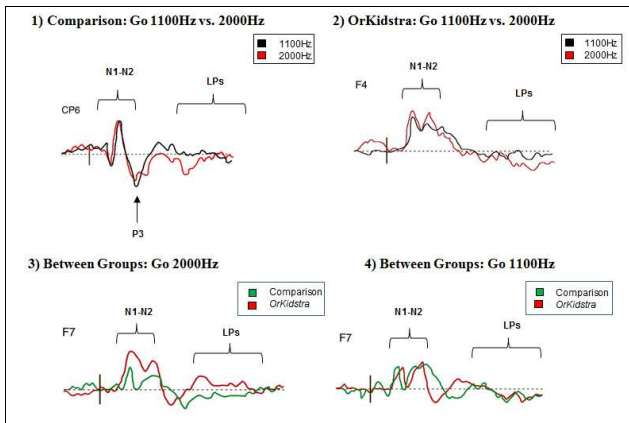 1) Comparison: Go 1100Hz vs. 2000Hz
1100Hz
2000Hz
N1-N2
LPs
CP6
P3
2) OrKidstra: Go 1100Hz vs. 2000Hz
1100Hz
2000Hz
N1-N2
LPs
F4
3) Between Groups: Go 2000Hz
Comparison
OrKidstra
N1-N2
LPs
F7
4) Between Groups: Go 1100Hz
Comparison
OrKidstra
N1-N2
LPs
F7